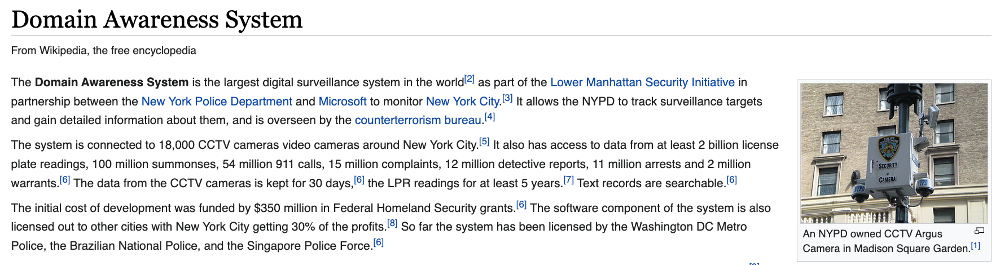 Domain Awareness System
From Wikipedia, the free encyclopedia
The Domain Awareness System is the largest digital surveillance system in the world[2] as part of the Lower Manhattan Security Initiative in
partnership between the New York Police Department and Microsoft to monitor New York City.[3] It allows the NYPD to track surveillance targets
and gain detailed information about them, and is overseen by the counterterrorism bureau.[4]
The system is connected to 18,000 CCTV cameras video cameras around New York City.[5] It also has access to data from at least 2 billion license
plate readings, 100 million summonses, 54 million 911 calls, 15 million complaints, 12 million detective reports, 11 million arrests and 2 million
warrants.[6] The data from the CCTV cameras is kept for 30 days,[6] the LPR readings for at least 5 years.[7] Text records are searchable.[6]
The initial cost of development was funded by $350 million in Federal Homeland Security grants.[6] The software component of the system is also
licensed out to other cities with New York City getting 30% of the profits.[8] So far the system has been licensed by the Washington DC Metro
Police, the Brazilian National Police, and the Singapore Police Force.[6]
POLICE
SECURITY
CAMERA
NYPD
NYPD
An NYPD owned CCTV Argus
Camera in Madison Square Garden.[1]